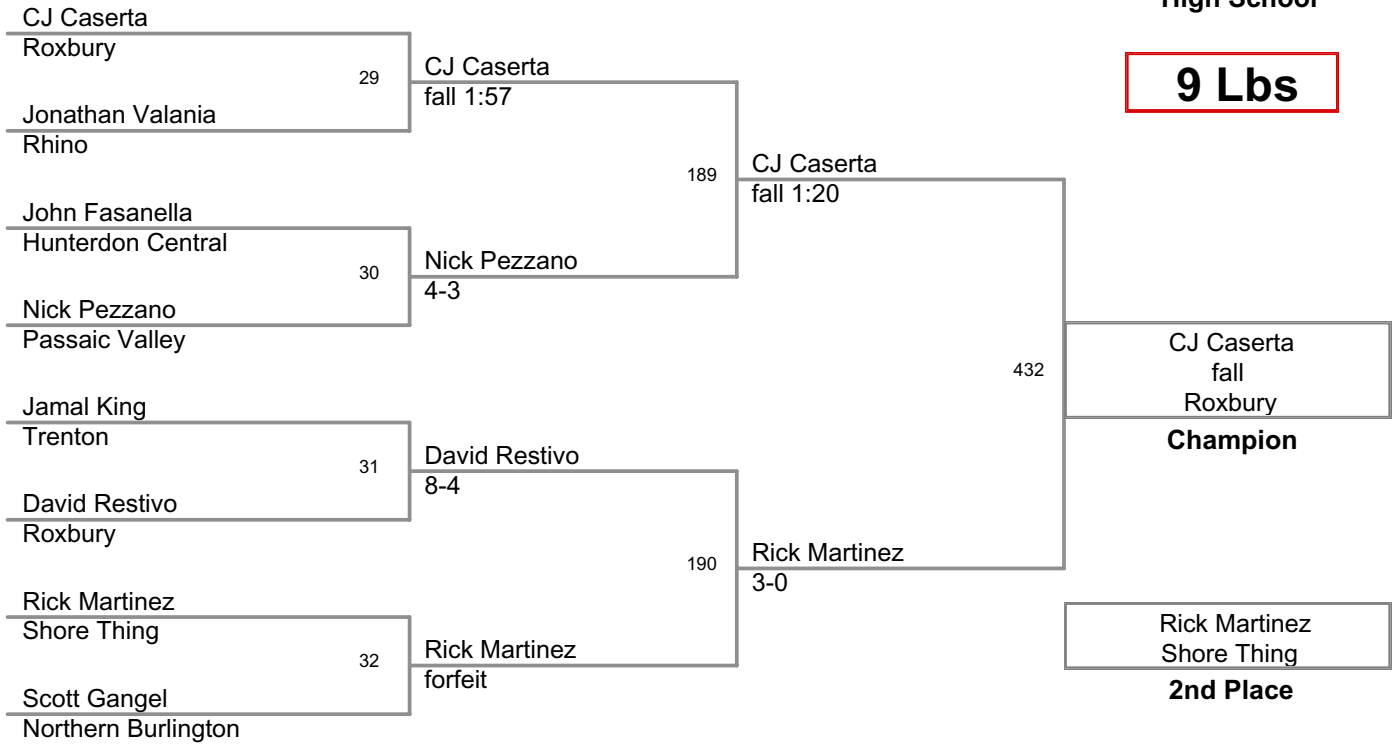 High School
9 Lbs
CJ Caserta
Roxbury
29
Jonathan Valania
Rhino
CJ Caserta
fall 1:57
John Fasanella
Hunterdon Central
30
Nick Pezzano
Passaic Valley
Nick Pezzano
4-3
189
CJ Caserta
fall 1:20
Jamal King
Trenton
31
David Restivo
Roxbury
David Restivo
8-4
Rick Martinez
Shore Thing
32
Scott Gangel
Northern Burlington
Rick Martinez
forfeit
190
Rick Martinez
3-0
432
CJ Caserta
fall
Roxbury
Champion
Rick Martinez
Shore Thing
2nd Place